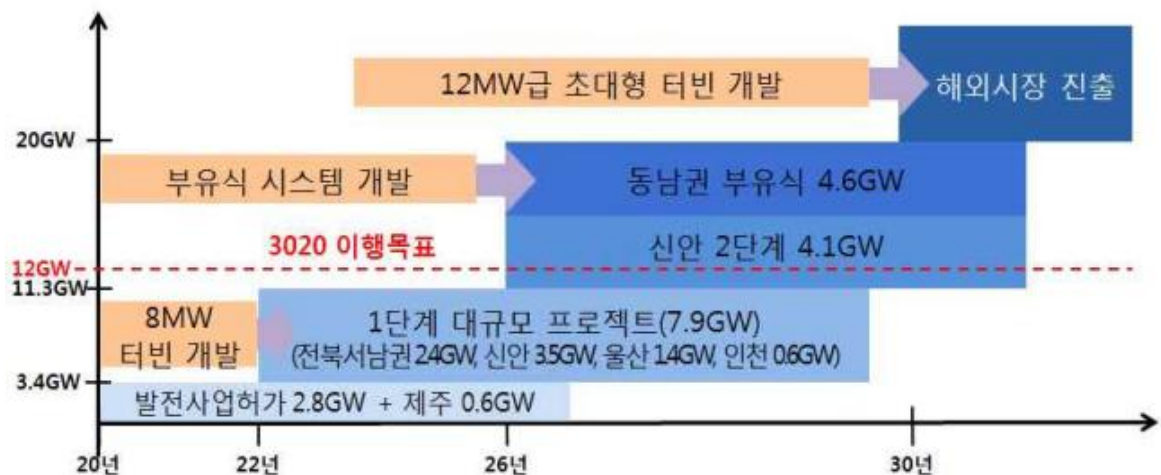 12MW급 초대형 터빈 개발
해외시장 진출
20GW
부유식 시스템 개발
동남권 부유식 4.6GW
3020 이행목표
신안 2단계 4.1GW
12GW
11.3GW
8MW
터빈 개발
1단계 대규모 프로젝트(7.9GW)
(전북서남권 2.4GW, 신안 3.5GW, 울산 1.4GW, 인천 0.6GW)
3.4GW
발전사업허가 2.8GW + 제주 0.6GW
20년
22년
26년
30년